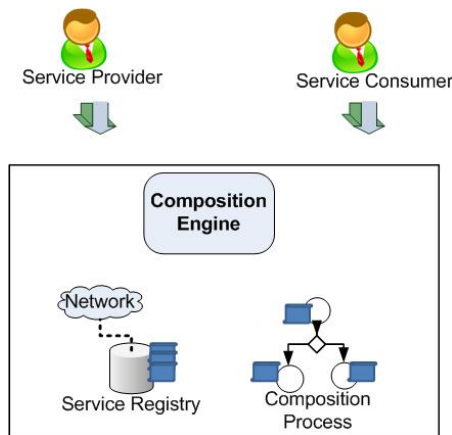 Service Provider
Service Consumer
Composition
Engine
Network
Service Registry
Composition
Process